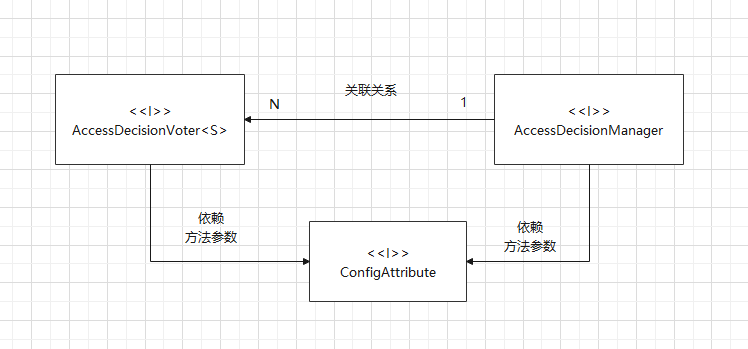 关联关系
N
1
<<I>>
AccessDecisionVoter<S>
<<I>>
AccessDecisionManager
依赖
方法参数
依赖
方法参数
<<I>>
ConfigAttribute